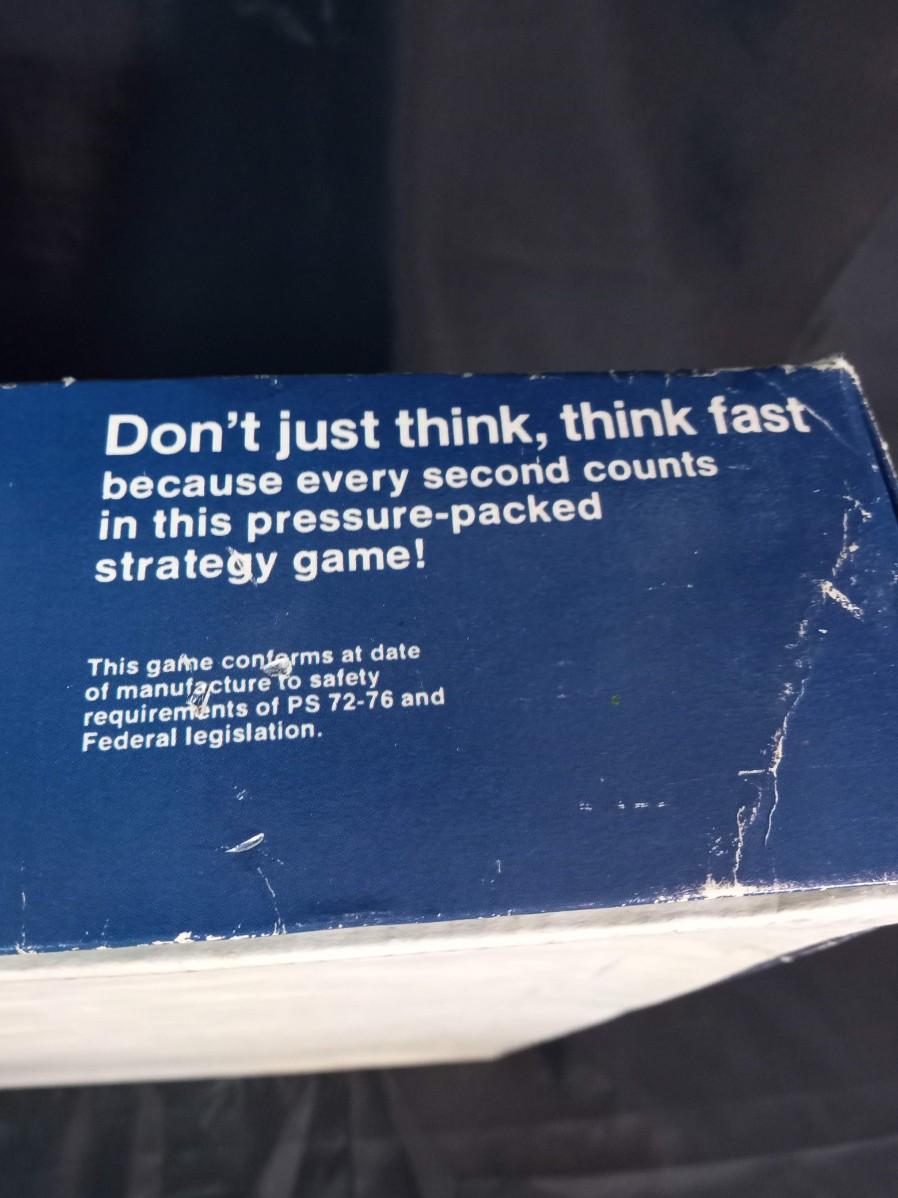 Don't just think, think fast
because every second counts
in this pressure-packed
strategy game!
This game conforms at date
of manufacture to safety
requirements of PS 72-76 and
Federal legislation.